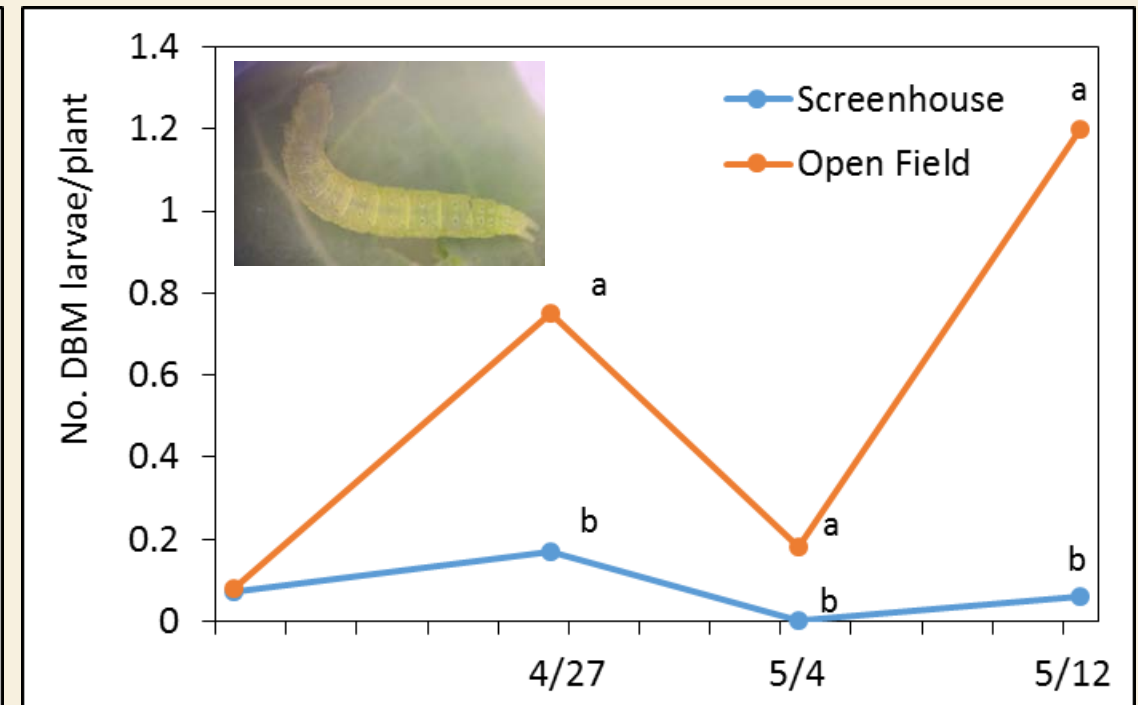 No. DBM larvae/plant
1.4
1.2
1
0.8
0.6
0.4
0.2
0
Screenhouse
Open Field
a
a
b
a
b
b
4/27
5/4
5/12